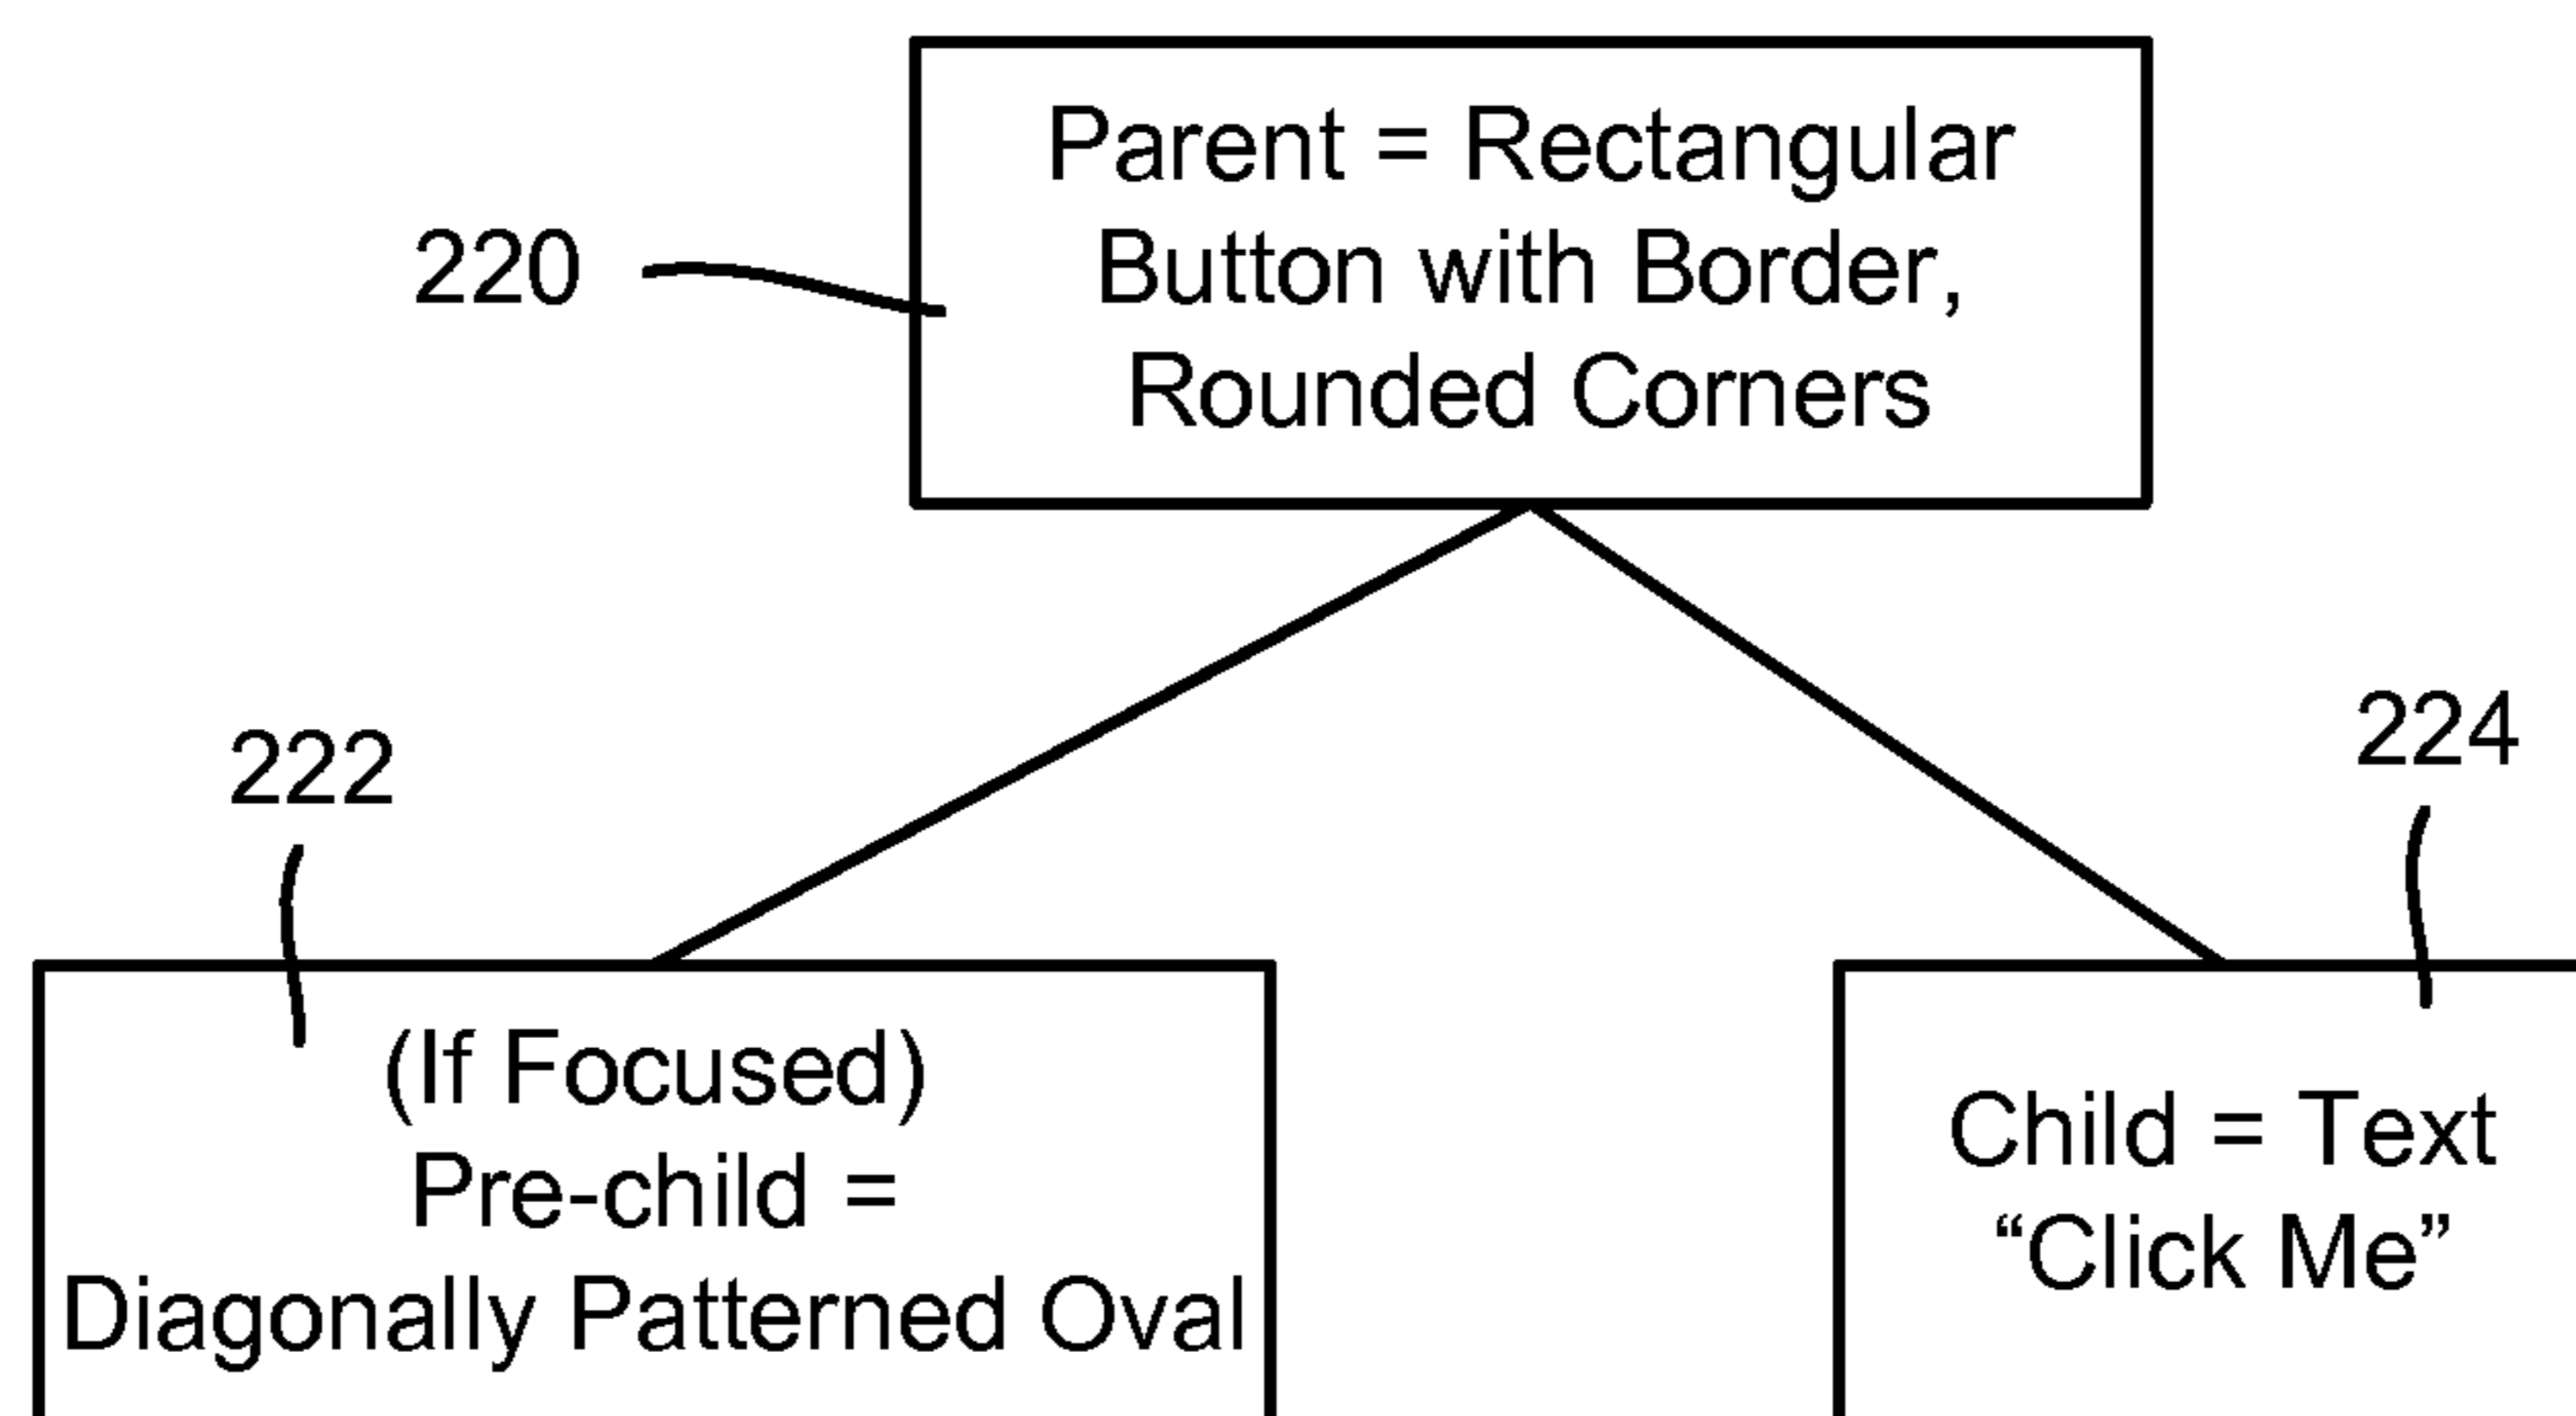 Parent = Rectangular
Button with Border,
Rounded Corners
220
222
(If Focused)
Pre-child =
Diagonally Patterned Oval
224
Child = Text
“Click Me”